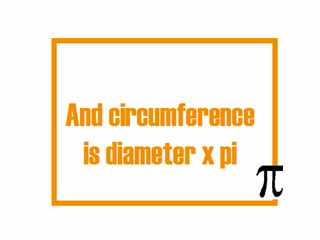 And circumference
is diameter x pi
π